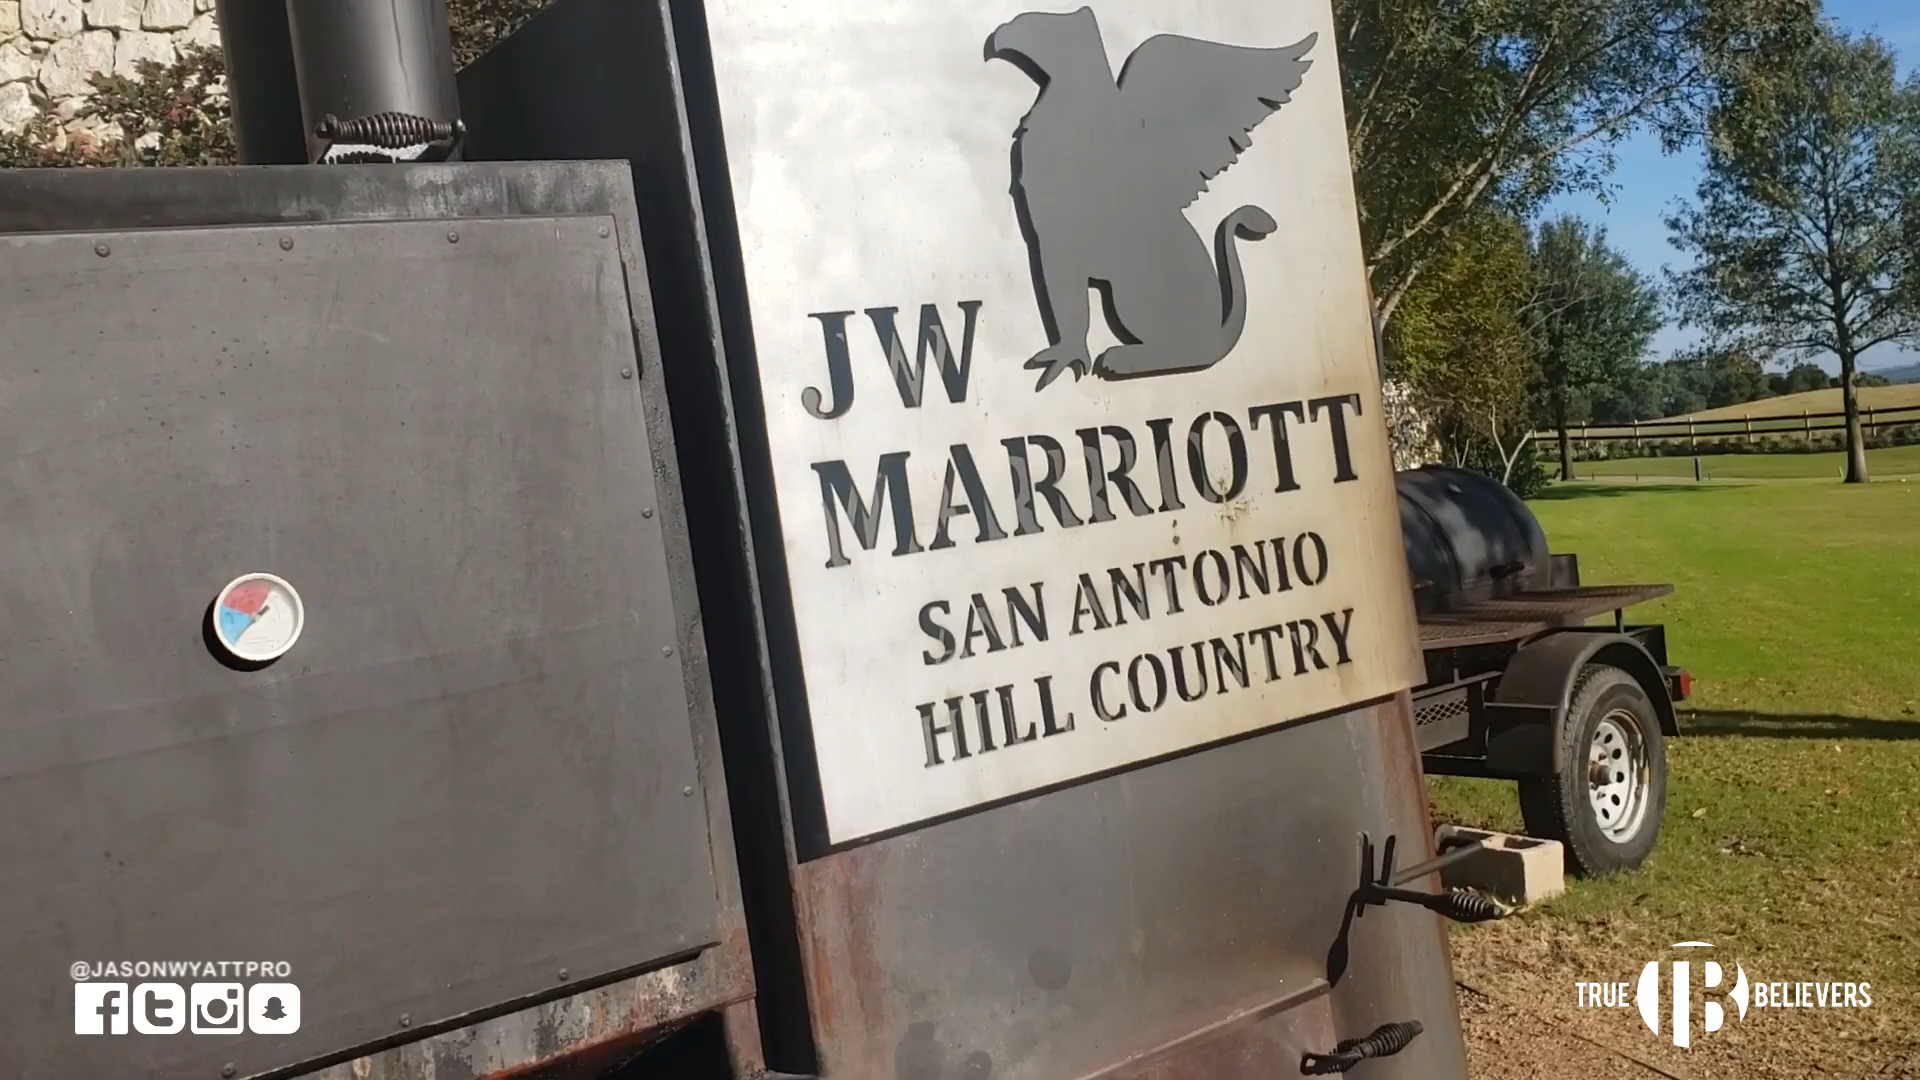 JW
MARRIOTT
SAN ANTONIO
HILL COUNTRY
@JASONWYATTPRO
TRUE B BELIEVERS